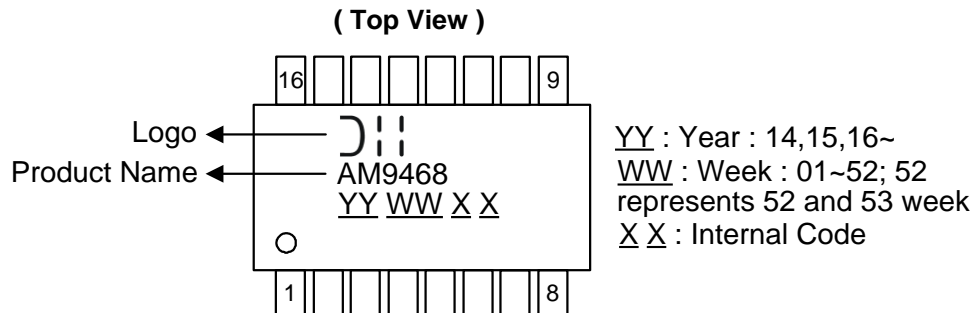 ( Top View )
16 9
Logo
Product Name
AM9468
YY WW X X
YY : Year : 14,15,16~
WW : Week : 01~52; 52
represents 52 and 53 week
X X : Internal Code
1 8